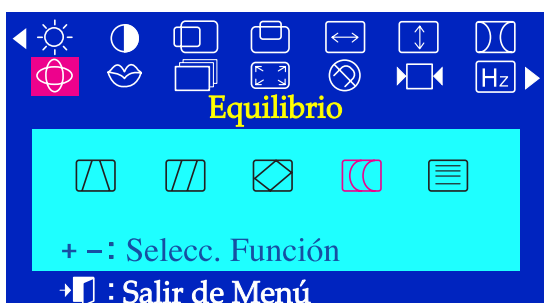 Hz
Equilibrio
+ −: Selecc. Función
: Salir de Menú